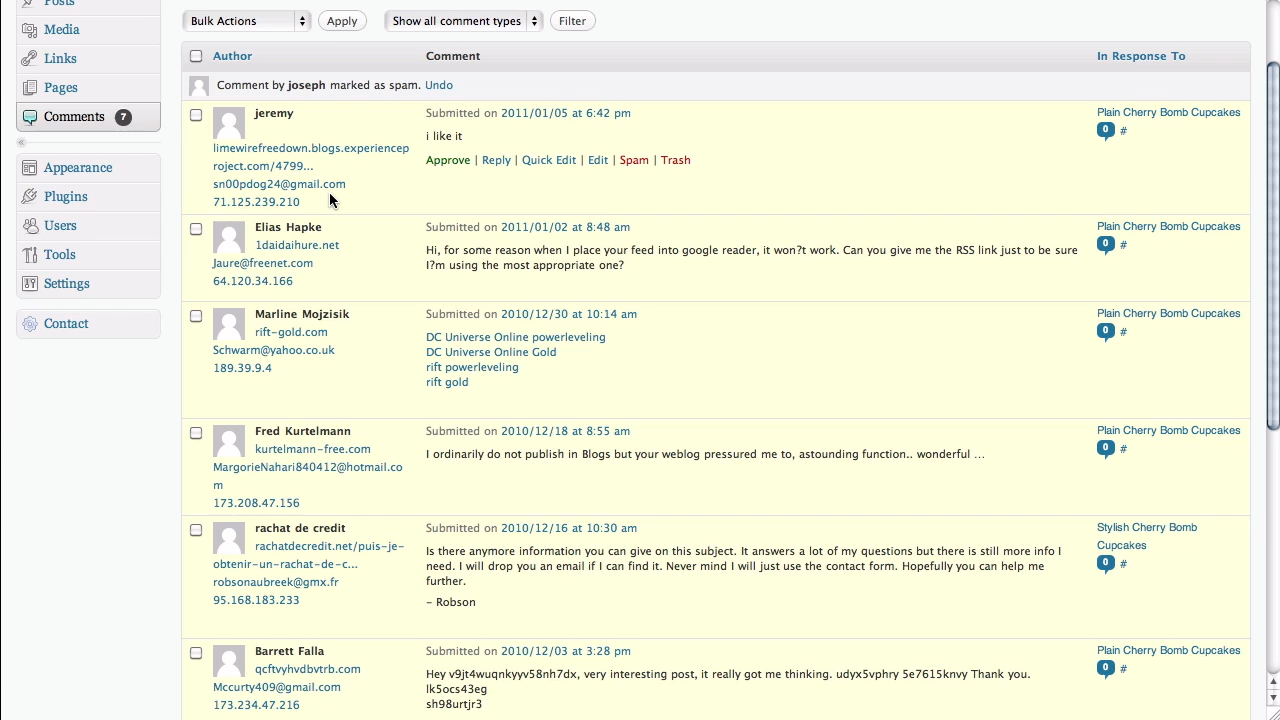 Posts
Media
Links
Pages
Comments 7
Appearance
Plugins
Users
Tools
Settings
Contact
Bulk Actions Apply Show all comment types Filter
Author Comment In Response To
Comment by joseph marked as spam. Undo
jeremy
limewirefreedown.blogs.experiencep
roject.com/4799...
sn00pdog24@gmail.com
71.125.239.210
Submitted on 2011/01/05 at 6:42 pm
i like it
Approve | Reply | Quick Edit | Edit | Spam | Trash
Plain Cherry Bomb Cupcakes
0 #
Elias Hapke
1daidaihure.net
Jaure@freenet.com
64.120.34.166
Submitted on 2011/01/02 at 8:48 am
Hi, for some reason when I place your feed into google reader, it won?t work. Can you give me the RSS link just to be sure
I?m using the most appropriate one?
Plain Cherry Bomb Cupcakes
0 #
Marline Mojzisik
rift-gold.com
Schwarm@yahoo.co.uk
189.39.9.4
Submitted on 2010/12/30 at 10:14 am
DC Universe Online powerleveling
DC Universe Online Gold
rift powerleveling
rift gold
Plain Cherry Bomb Cupcakes
0 #
Fred Kurtelmann
kurtelmann-free.com
MargorieNahari840412@hotmail.co
m
173.208.47.156
Submitted on 2010/12/18 at 8:55 am
I ordinarily do not publish in Blogs but your weblog pressured me to, astounding function.. wonderful ...
Plain Cherry Bomb Cupcakes
0 #
rachat de credit
rachatdecredit.net/puis-je-
obtenir-un-rachat-de-c...
robsonaubreek@gmx.fr
95.168.183.233
Submitted on 2010/12/16 at 10:30 am
Is there anymore information you can give on this subject. It answers a lot of my questions but there is still more info I
need. I will drop you an email if I can find it. Never mind I will just use the contact form. Hopefully you can help me
further.
– Robson
Stylish Cherry Bomb
Cupcakes
0 #
Barrett Falla
qcftvyhvdbvtrb.com
Mccurty409@gmail.com
173.234.47.216
Submitted on 2010/12/03 at 3:28 pm
Hey v9jt4wuqnkyyv58nh7dx, very interesting post, it really got me thinking. udyx5vphry 5e7615knvy Thank you.
lk5ocs43eg
sh98urtjr3
Plain Cherry Bomb Cupcakes
0 #